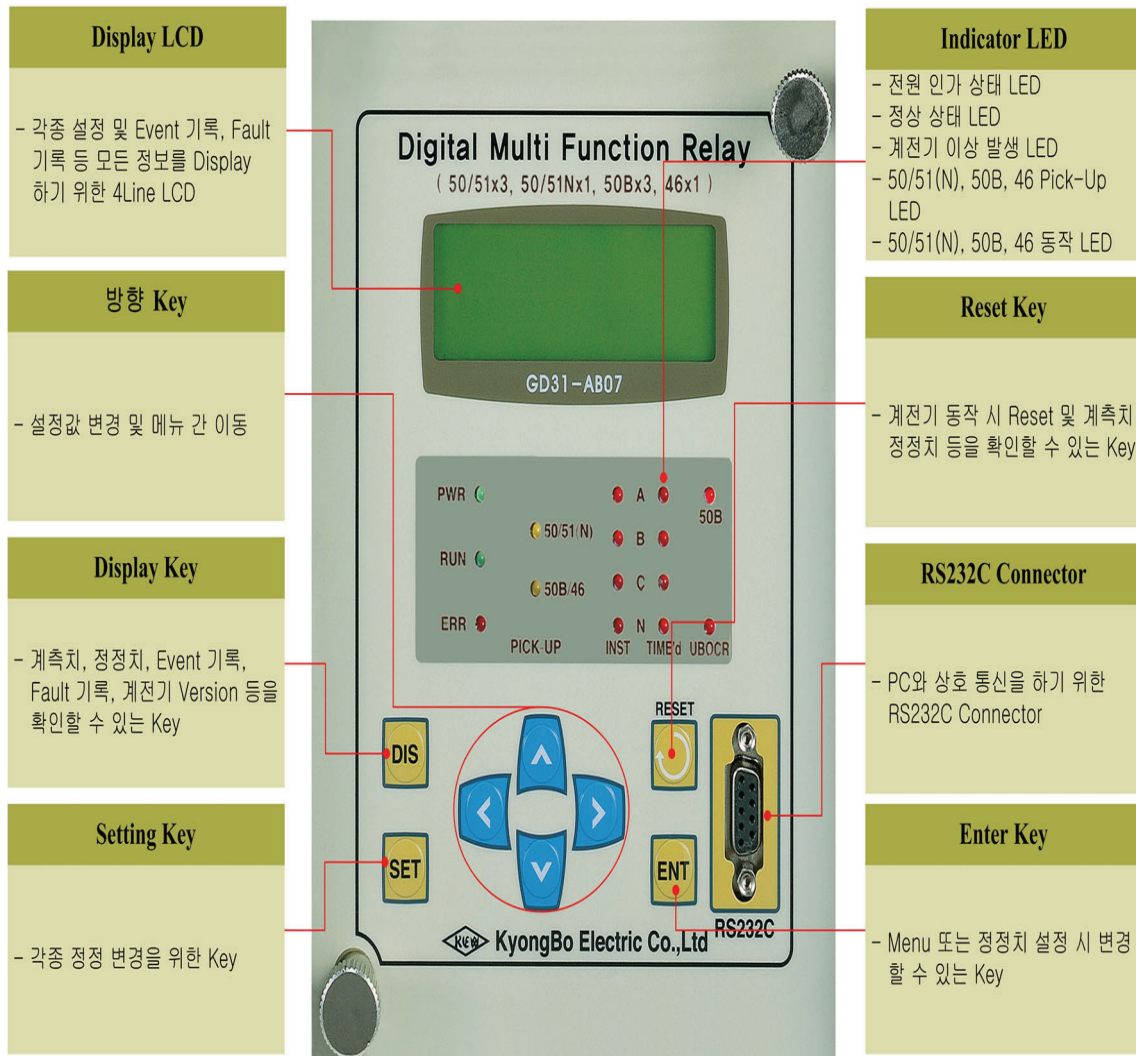 Display LCD
- 각종 설정 및 Event 기록, Fault
기록 등 모든 정보를 Display
하기 위한 4Line LCD
방향 Key
- 설정값 변경 및 메뉴 간 이동
Display Key
- 계측치, 정정치, Event 기록,
Fault 기록, 계전기 Version 등을
확인할 수 있는 Key
Setting Key
- 각종 정정 변경을 위한 Key
Digital Multi Function Relay
( 50/51x3, 50/51Nx1, 50Bx3, 46x1 )
GD31-AB07
PWR
RUN
ERR
50/51(N)
50B/46
PICK-UP
A
B
C
N
INST
TIME'd
50B
UBOCR
DIS
SET
RESET
ENT
RS232C
KEW
KyongBo Electric Co.,Ltd
Indicator LED
- 전원 인가 상태 LED
- 정상 상태 LED
- 계전기 이상 발생 LED
- 50/51(N), 50B, 46 Pick-Up
LED
- 50/51(N), 50B, 46 동작 LED
Reset Key
- 계전기 동작 시 Reset 및 계측치
정정치 등을 확인할 수 있는 Key
RS232C Connector
- PC와 상호 통신을 하기 위한
RS232C Connector
Enter Key
- Menu 또는 정정치 설정 시 변경
할 수 있는 Key